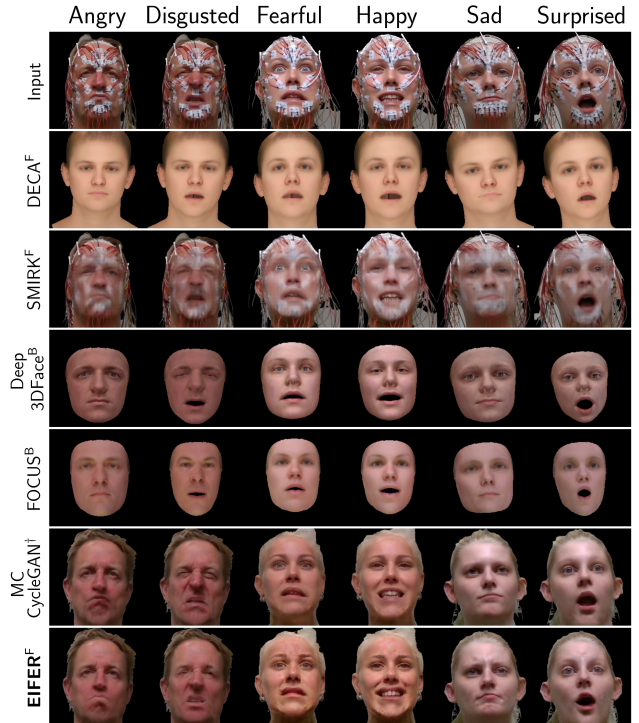 Angry Disgusted Fearful Happy Sad Surprised
Input
DECA^F
SMIRK^F
Deep
3DFace^B
FOCUS^B
MC
CycleGAN^†
EIFER^F